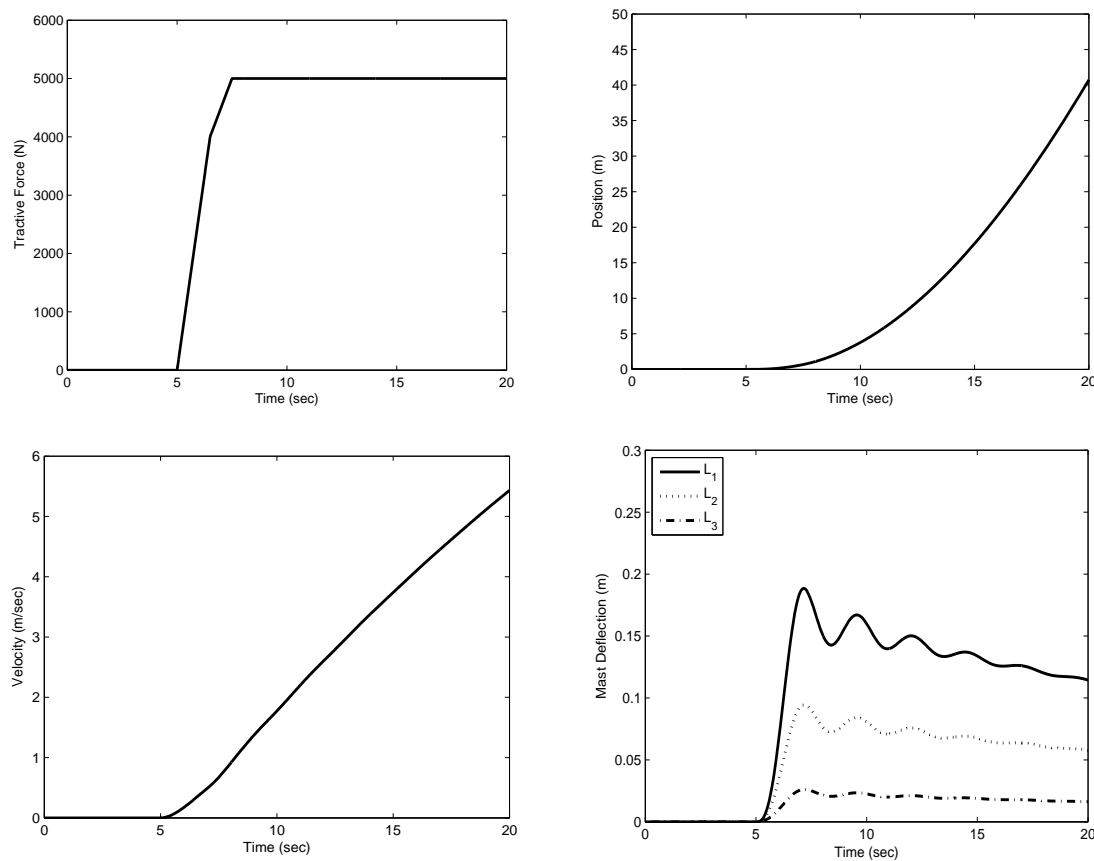 6000
5000
4000
3000
2000
1000
0
Tractive Force (N)
0 5 10 15 20
Time (sec)
50
45
40
35
30
25
20
15
10
5
0
Position (m)
0 5 10 15 20
Time (sec)
6
5
4
3
2
1
0
Velocity (m/sec)
0 5 10 15 20
Time (sec)
0.3
0.25
0.2
0.15
0.1
0.05
0
Mast Deflection (m)
L1
L2
L3
0 5 10 15 20
Time (sec)